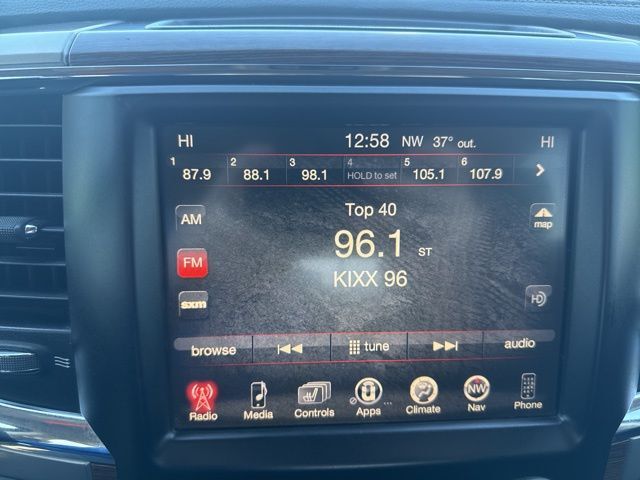 HI 12:58 NW 37° out. HI
1 87.9 2 88.1 3 98.1 4 HOLD to set 5 105.1 6 107.9
Top 40
AM
map
96.1 ST
FM
KIXX 96
sxm
HD
browse tune audio
Radio Media Controls Apps Climate NW Nav Phone